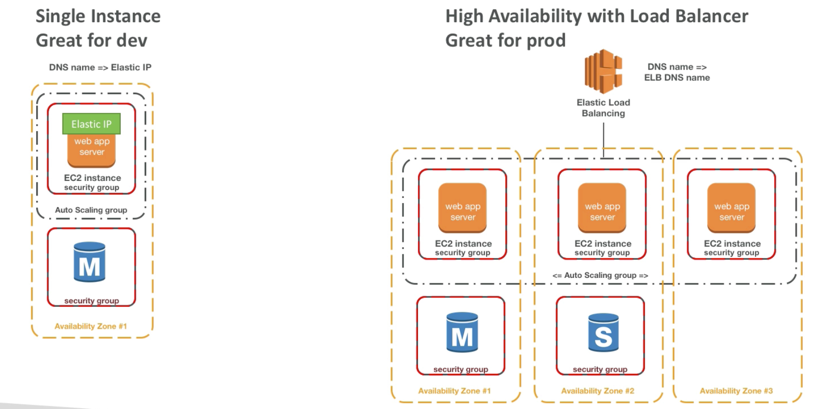 Single Instance
Great for dev
DNS name => Elastic IP
Elastic IP
web app
server
EC2 instance
security group
Auto Scaling group
M
security group
Availability Zone #1
High Availability with Load Balancer
Great for prod
DNS name =>
ELB DNS name
Elastic Load
Balancing
web app
server
EC2 instance
security group
web app
server
EC2 instance
security group
web app
server
EC2 instance
security group
<= Auto Scaling group =>
M
security group
S
security group
Availability Zone #1
Availability Zone #2
Availability Zone #3